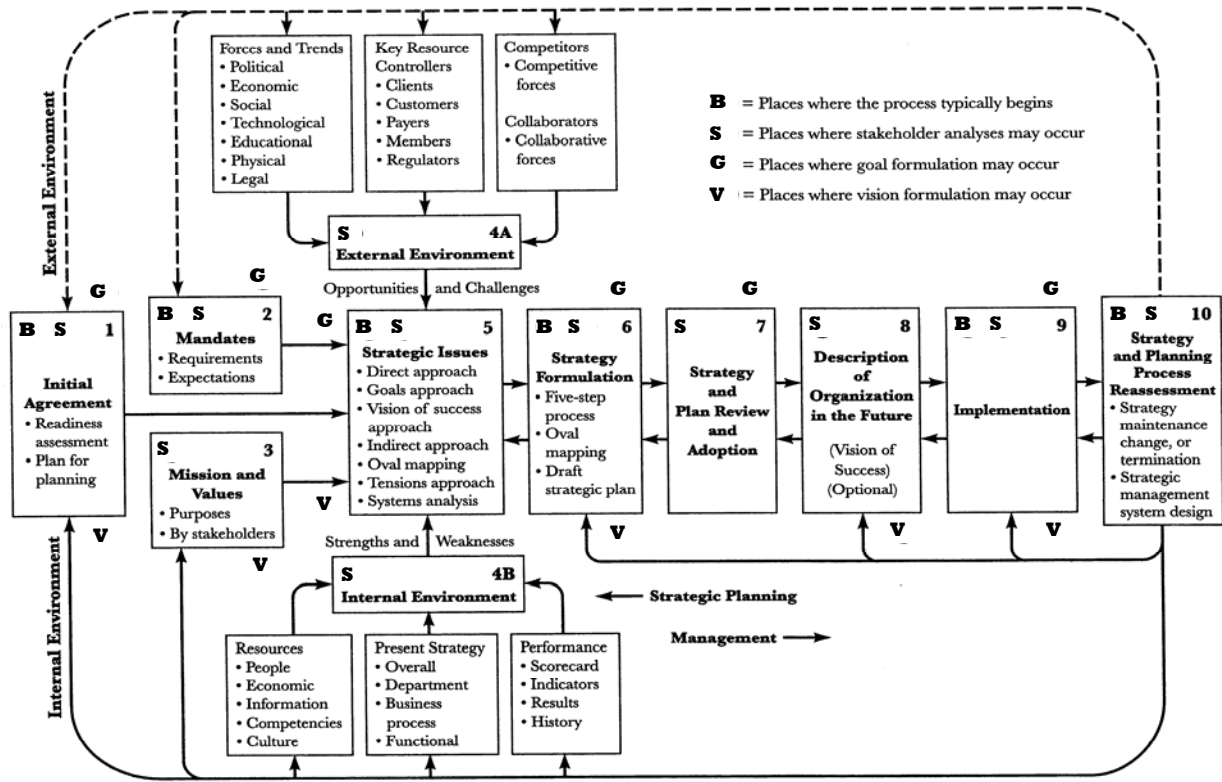 Forces and Trends
• Political
• Economic
• Social
• Technological
• Educational
• Physical
• Legal
Key Resource
Controllers
• Clients
• Customers
• Payers
• Members
• Regulators
Competitors
• Competitive
forces
Collaborators
• Collaborative
forces
B = Places where the process typically begins
S = Places where stakeholder analyses may occur
G = Places where goal formulation may occur
V = Places where vision formulation may occur
External Environment
S 4A
External Environment
Opportunities and Challenges
G
B S 1
Initial
Agreement
• Readiness
assessment
• Plan for
planning
V
G
B S 2
Mandates
• Requirements
• Expectations
S 3
Mission and
Values
• Purposes
• By stakeholders
V
G
B S 5
Strategic Issues
• Direct approach
• Goals approach
• Vision of success
approach
• Indirect approach
• Oval mapping
• Tensions approach
• Systems analysis
V
G
B S 6
Strategy
Formulation
• Five-step
process
• Oval
mapping
• Draft
strategic plan
V
G
S 7
Strategy
and
Plan Review
and
Adoption
S 8
Description
of
Organization
in the Future
(Vision of
Success)
(Optional)
V
G
B S 9
Implementation
V
B S 10
Strategy
and Planning
Process
Reassessment
• Strategy
maintenance
change, or
termination
• Strategic
management
system design
Strengths and Weaknesses
S 4B
Internal Environment
Strategic Planning
Management
Internal Environment
Resources
• People
• Economic
• Information
• Competencies
• Culture
Present Strategy
• Overall
• Department
• Business
process
• Functional
Performance
• Scorecard
• Indicators
• Results
• History